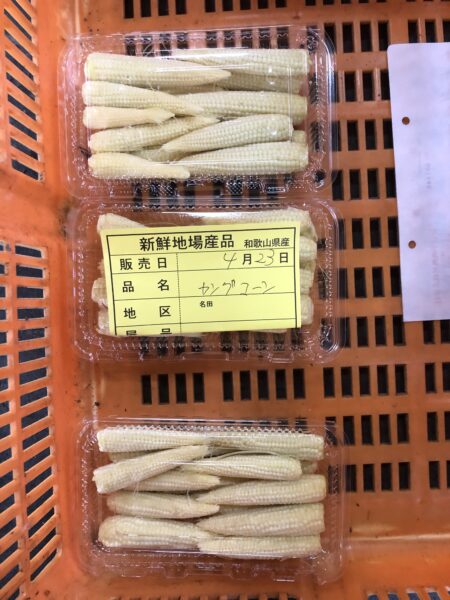 新鮮地場産品 和歌山県産
販売日 4月23日
品名 ヤングコーン
地区 名田